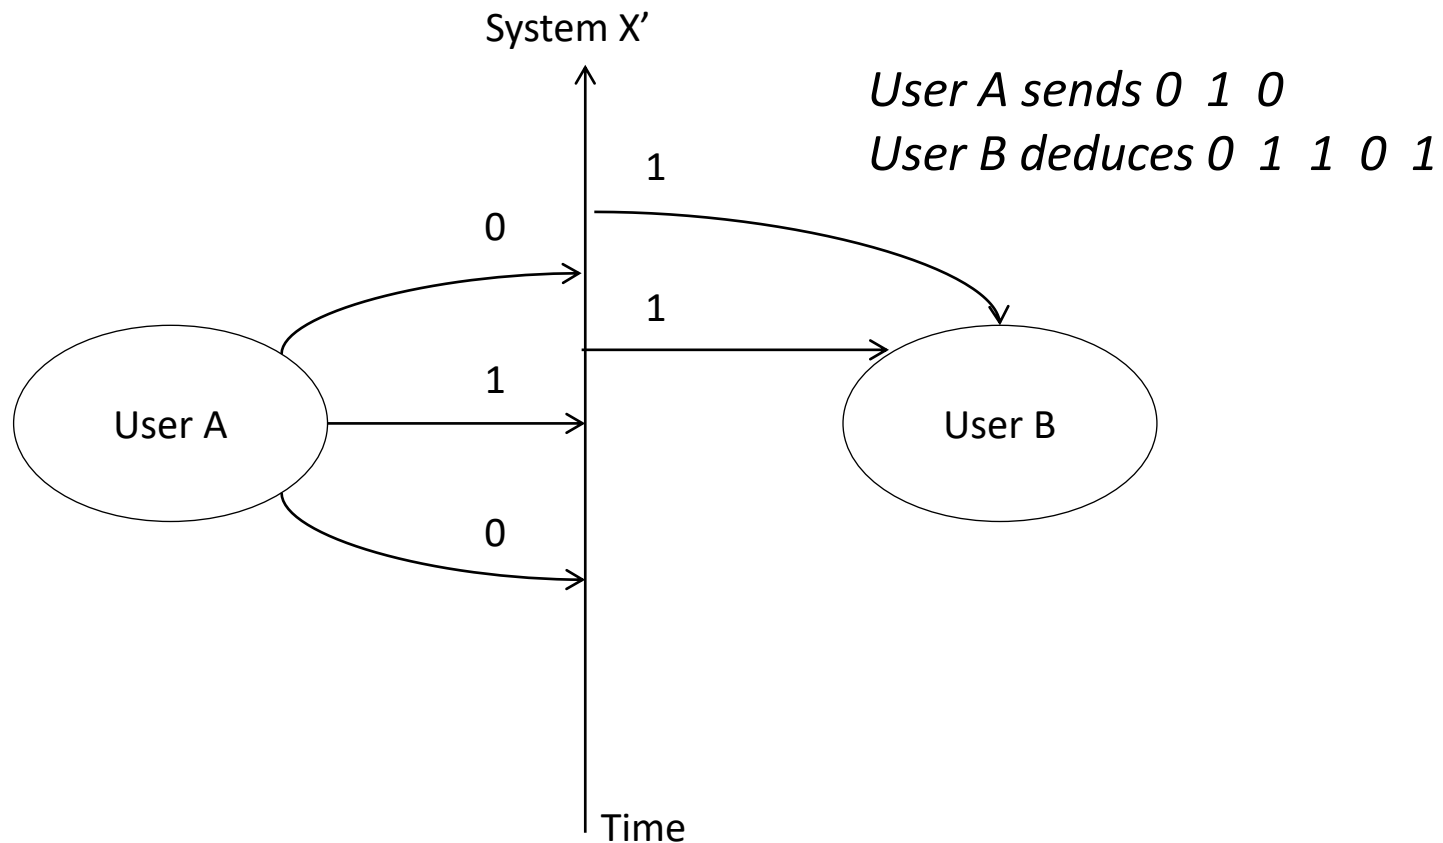 System X’
User A sends 0 1 0
User B deduces 0 1 1 0 1
1
0
1
1
User A
User B
0
Time